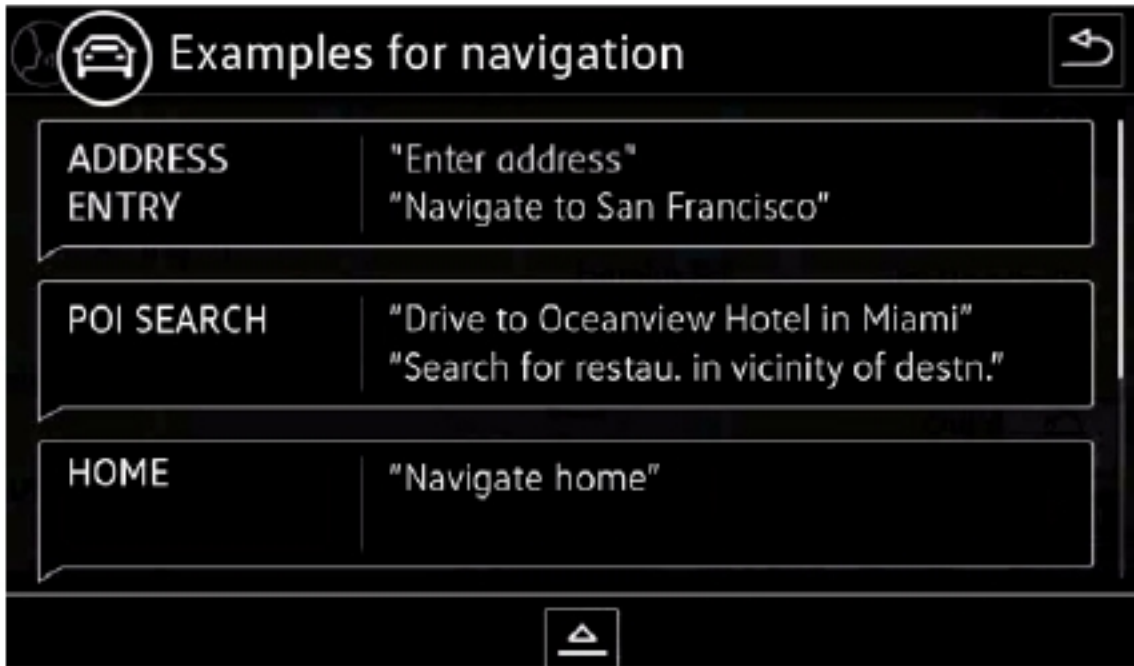 Examples for navigation
ADDRESS ENTRY
"Enter address"
"Navigate to San Francisco"
POI SEARCH
"Drive to Oceanview Hotel in Miami"
"Search for restau. in vicinity of destn."
HOME
"Navigate home"